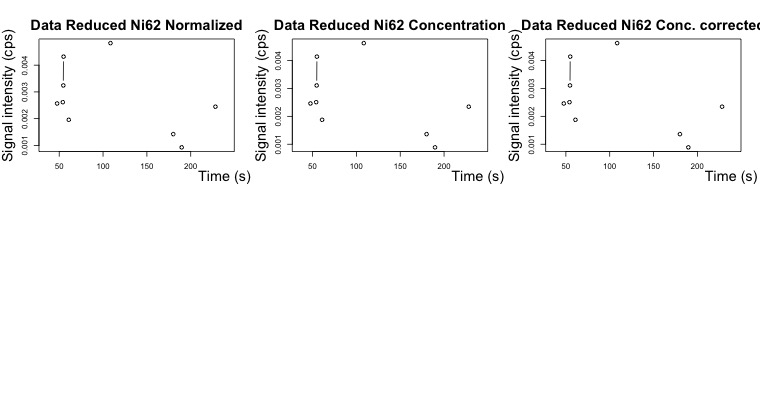 Data Reduced Ni62 Normalized
Signal intensity (cps)
0.001 0.002 0.003 0.004
50 100 150 200
Time (s)
Data Reduced Ni62 Concentration
Signal intensity (cps)
0.001 0.002 0.003 0.004
50 100 150 200
Time (s)
Data Reduced Ni62 Conc. corrected
Signal intensity (cps)
0.001 0.002 0.003 0.004
50 100 150 200
Time (s)